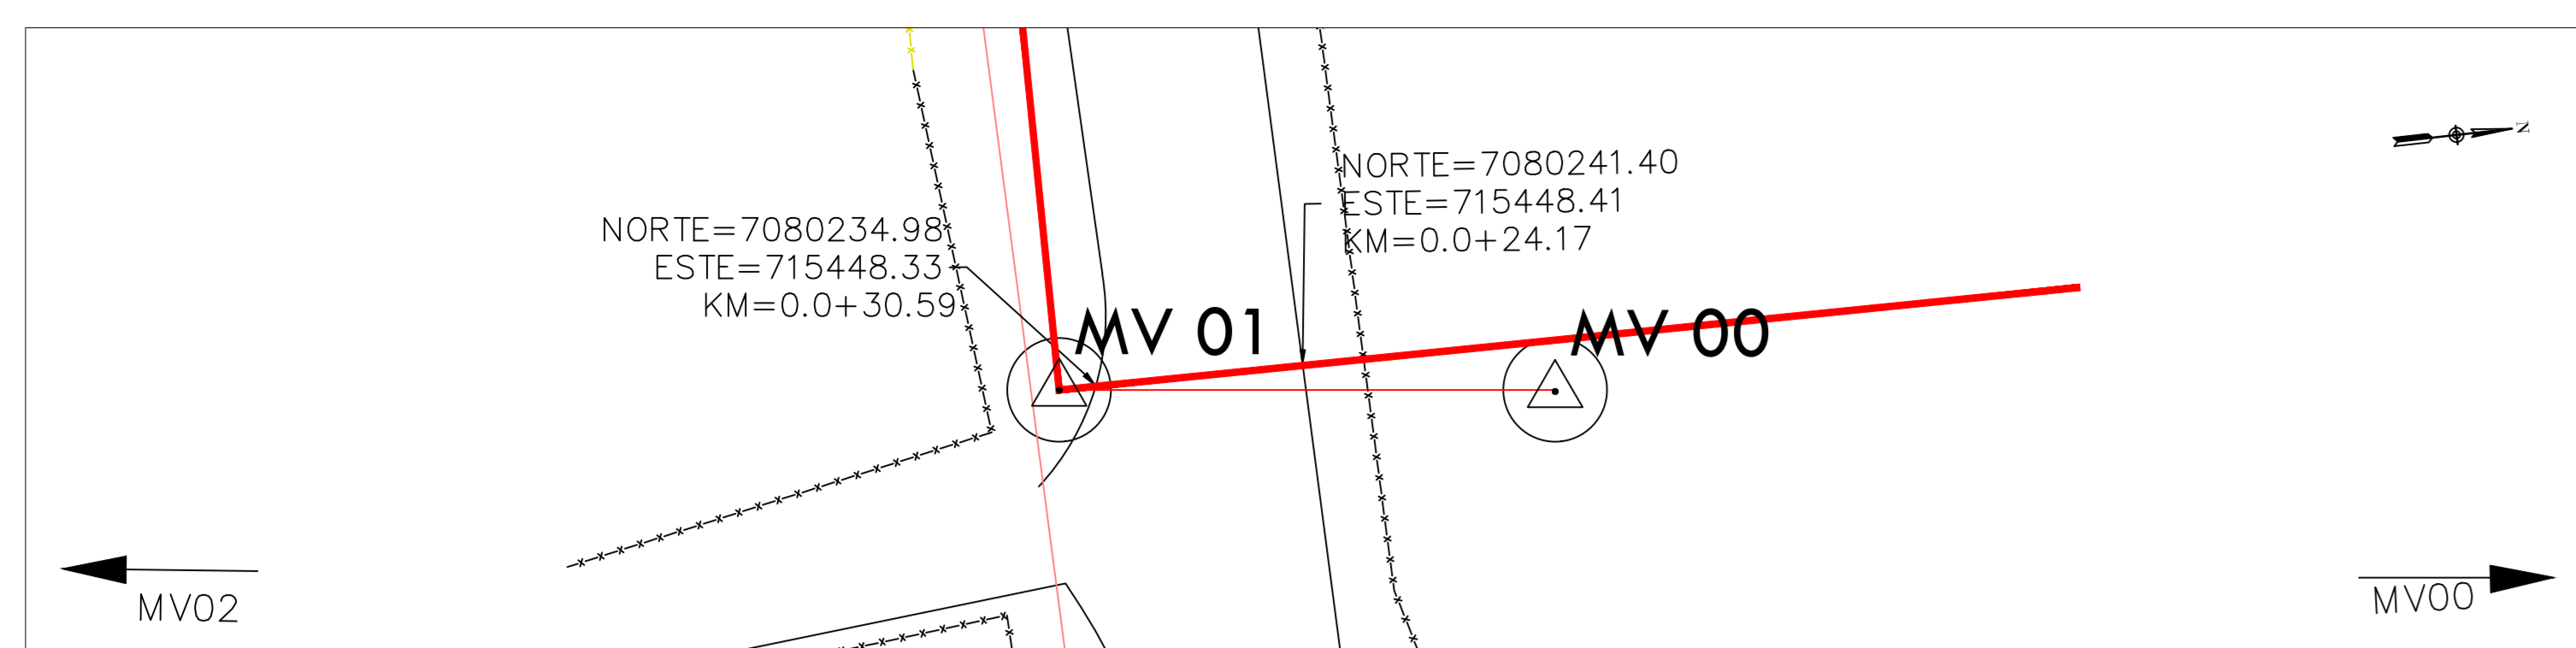 N
NORTE=7080241.40
ESTE=715448.41
KM=0.0+24.17
NORTE=7080234.98
ESTE=715448.33
KM=0.0+30.59
MV 01
MV 00
MV02
MV00